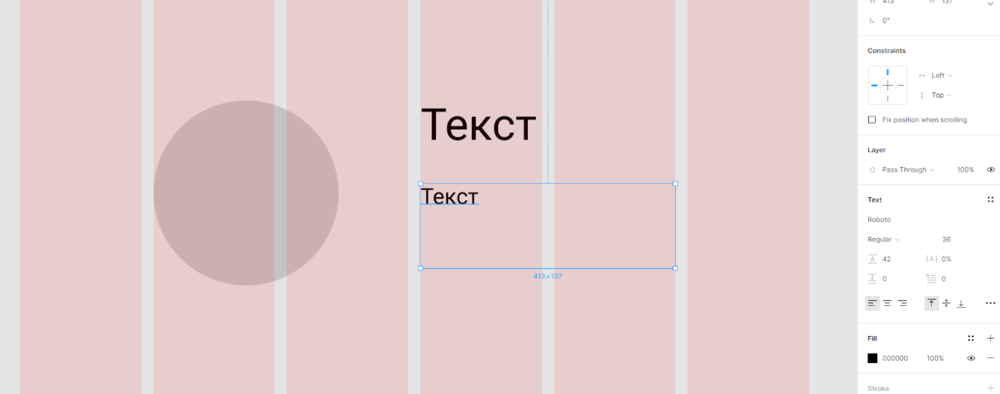 Текст
Текст
413 × 137
W 413 H 137
0°
Constraints
Left
Top
Fix position when scrolling
Layer
Pass Through 100%
Text
Roboto
Regular 36
A 42 |A| 0%
0 0
Fill
000000 100%
Stroke